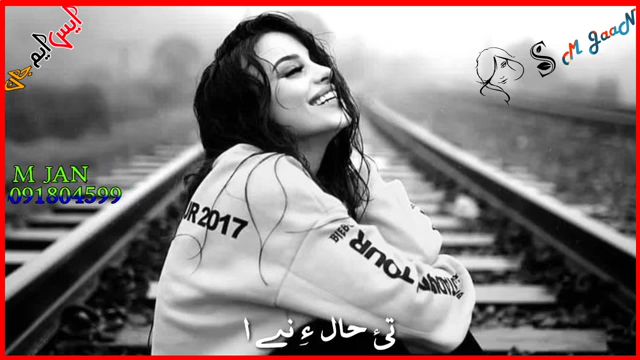 ایس ایم جان
S M JaaN
M JAN
091804599
UR 2017
TOUR
تئ حال ءِ نے ا